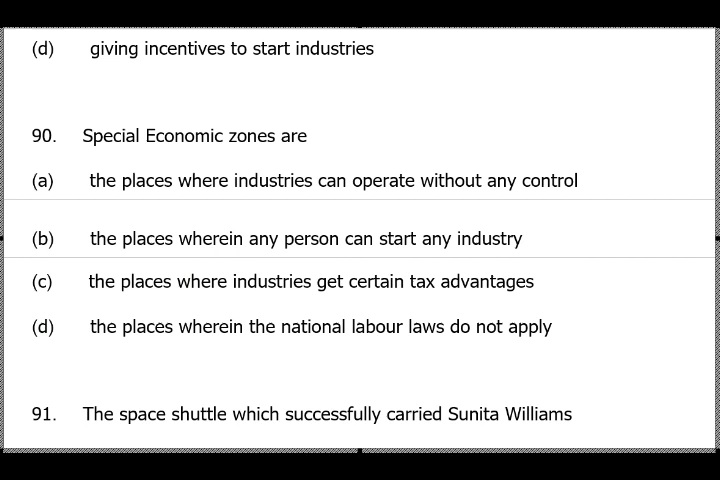 (d) giving incentives to start industries
90. Special Economic zones are
(a) the places where industries can operate without any control
(b) the places wherein any person can start any industry
(c) the places where industries get certain tax advantages
(d) the places wherein the national labour laws do not apply
91. The space shuttle which successfully carried Sunita Williams